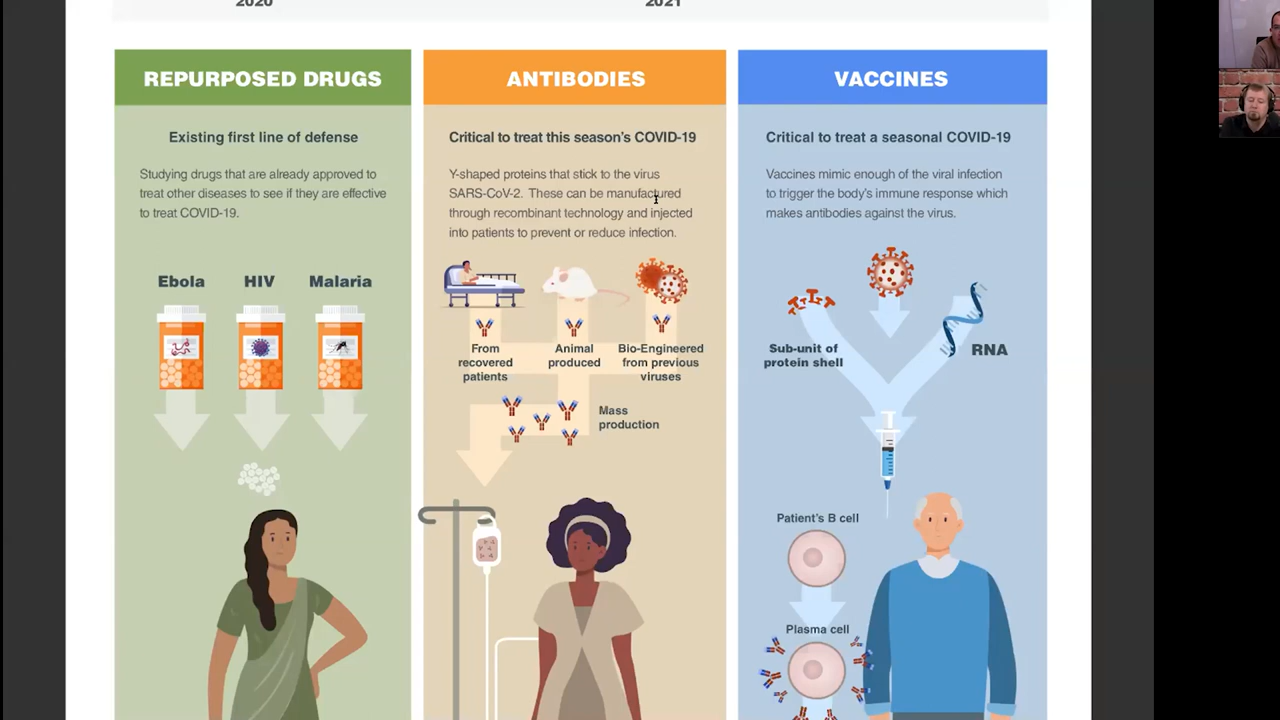 2020
2021
REPURPOSED DRUGS
Existing first line of defense
Studying drugs that are already approved to
treat other diseases to see if they are effective
to treat COVID-19.
Ebola
HIV
Malaria
ANTIBODIES
Critical to treat this season's COVID-19
Y-shaped proteins that stick to the virus
SARS-CoV-2. These can be manufactured
through recombinant technology and injected
into patients to prevent or reduce infection.
From
recovered
patients
Animal
produced
Bio-Engineered
from previous
viruses
Mass
production
VACCINES
Critical to treat a seasonal COVID-19
Vaccines mimic enough of the viral infection
to trigger the body's immune response which
makes antibodies against the virus.
Sub-unit of
protein shell
RNA
Patient's B cell
Plasma cell